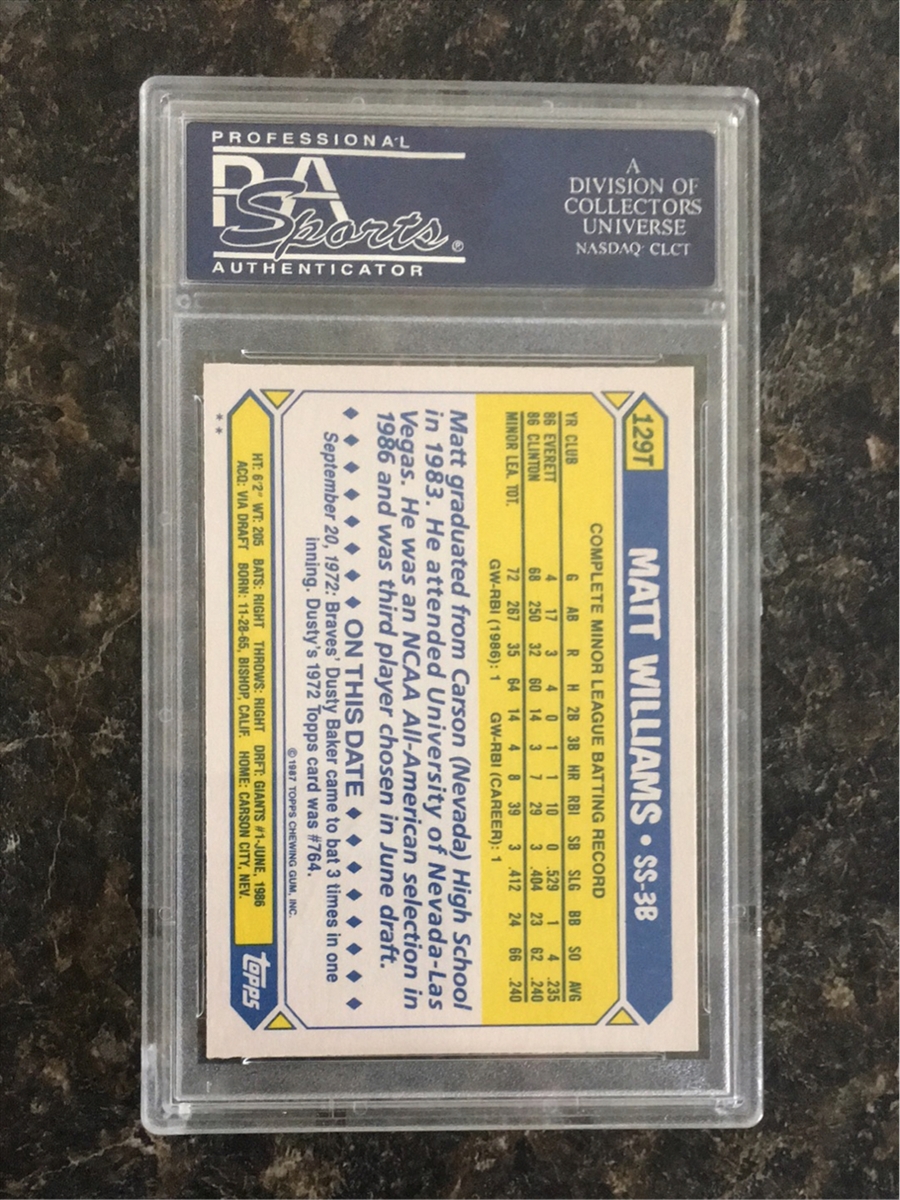 PROFESSIONAL
PSA
Sports®
AUTHENTICATOR
A
DIVISION OF
COLLECTORS
UNIVERSE
NASDAQ: CLCT
129T MATT WILLIAMS • SS-3B
COMPLETE MINOR LEAGUE BATTING RECORD
YR CLUB G AB R H 2B 3B HR RBI SB SLG BB SO AVG
86 EVERETT 4 17 3 4 0 1 1 10 0 .529 1 4 .235
86 CLINTON 68 250 32 60 14 3 7 29 3 .404 23 62 .240
MINOR LEA. TOT. 72 267 35 64 14 4 8 39 3 .412 24 66 .240
GW-RBI (1986): 1 GW-RBI (CAREER): 1
Matt graduated from Carson (Nevada) High School
in 1983. He attended University of Nevada-Las
Vegas. He was an NCAA All-American selection in
1986 and was third player chosen in June draft.
♦ ♦ ♦ ♦ ♦ ♦ ♦ ON THIS DATE ♦ ♦ ♦ ♦ ♦ ♦ ♦
September 20, 1972: Braves' Dusty Baker came to bat 3 times in one
inning. Dusty's 1972 Topps card was #764.
© 1987 TOPPS CHEWING GUM, INC.
HT: 6'2" WT: 205 BATS: RIGHT THROWS: RIGHT DRFT: GIANTS #1-JUNE, 1986
ACQ: VIA DRAFT BORN: 11-28-65, BISHOP, CALIF. HOME: CARSON CITY, NEV.
topps
**